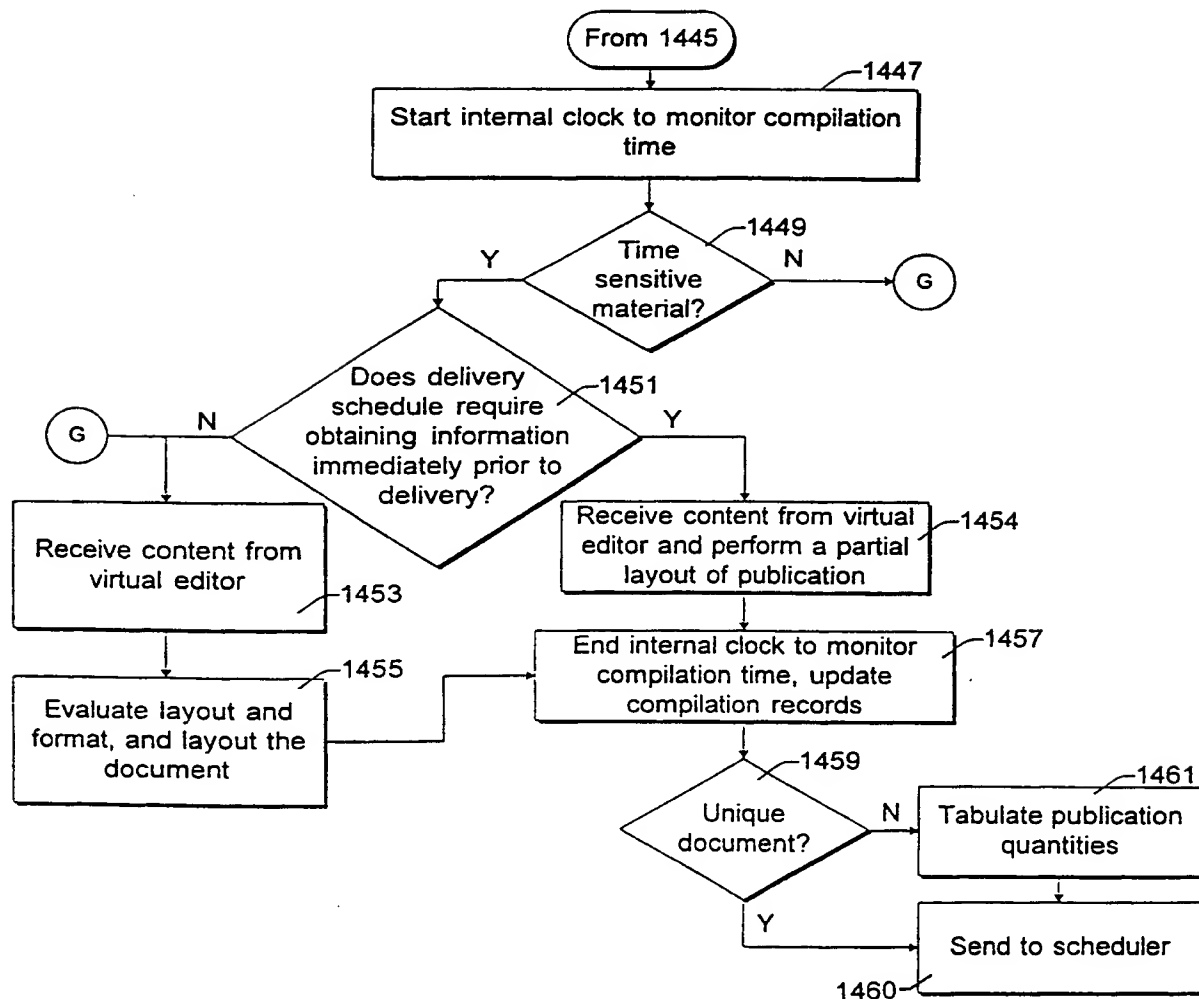 From 1445
1447
Start internal clock to monitor compilation
time
1449
Time
sensitive
material?
Y
N
G
1451
Does delivery
schedule require
obtaining information
immediately prior to
delivery?
G
N
Y
Receive content from
virtual editor
1453
Receive content from virtual
editor and perform a partial
layout of publication
1454
1455
Evaluate layout and
format, and layout the
document
End internal clock to monitor
compilation time, update
compilation records
1457
1459
Unique
document?
N
Y
1461
Tabulate publication
quantities
Send to scheduler
1460